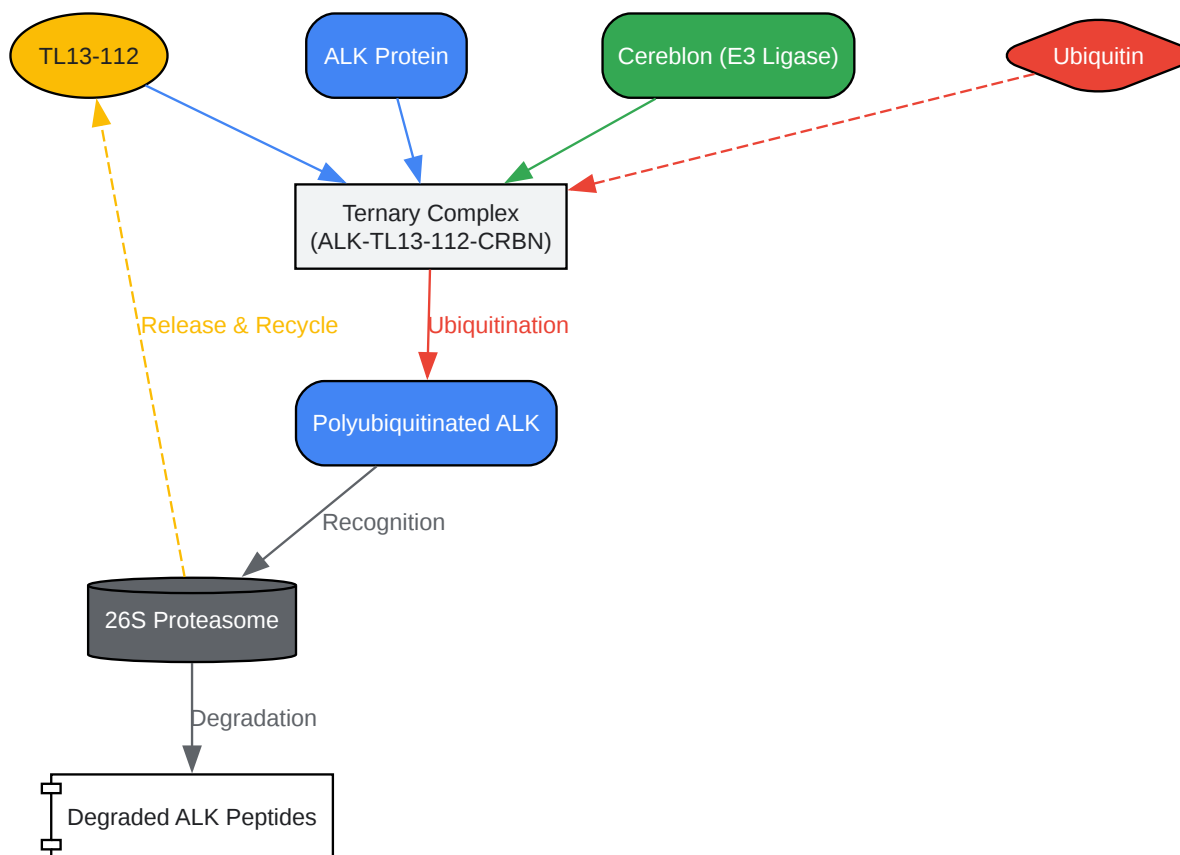 TL13-112
ALK Protein
Cereblon (E3 Ligase)
Ubiquitin
Ternary Complex
(ALK-TL13-112-CRBN)
Release & Recycle
Ubiquitination
Polyubiquitinated ALK
Recognition
26S Proteasome
Degradation
Degraded ALK Peptides